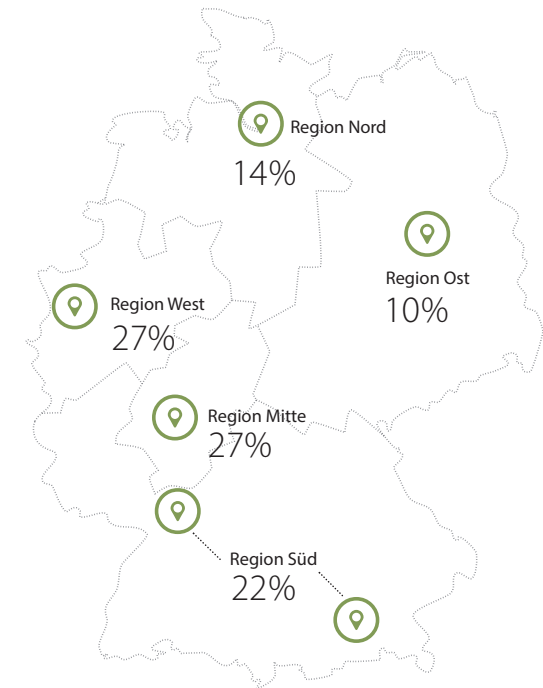 Region Nord
14%
Region Ost
10%
Region West
27%
Region Mitte
27%
Region Süd
22%